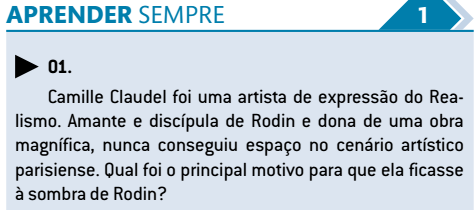 APRENDER SEMPRE 1
01.
Camille Claudel foi uma artista de expressão do Rea-
lismo. Amante e discípula de Rodin e dona de uma obra
magnífica, nunca conseguiu espaço no cenário artístico
parisiense. Qual foi o principal motivo para que ela ficasse
à sombra de Rodin?